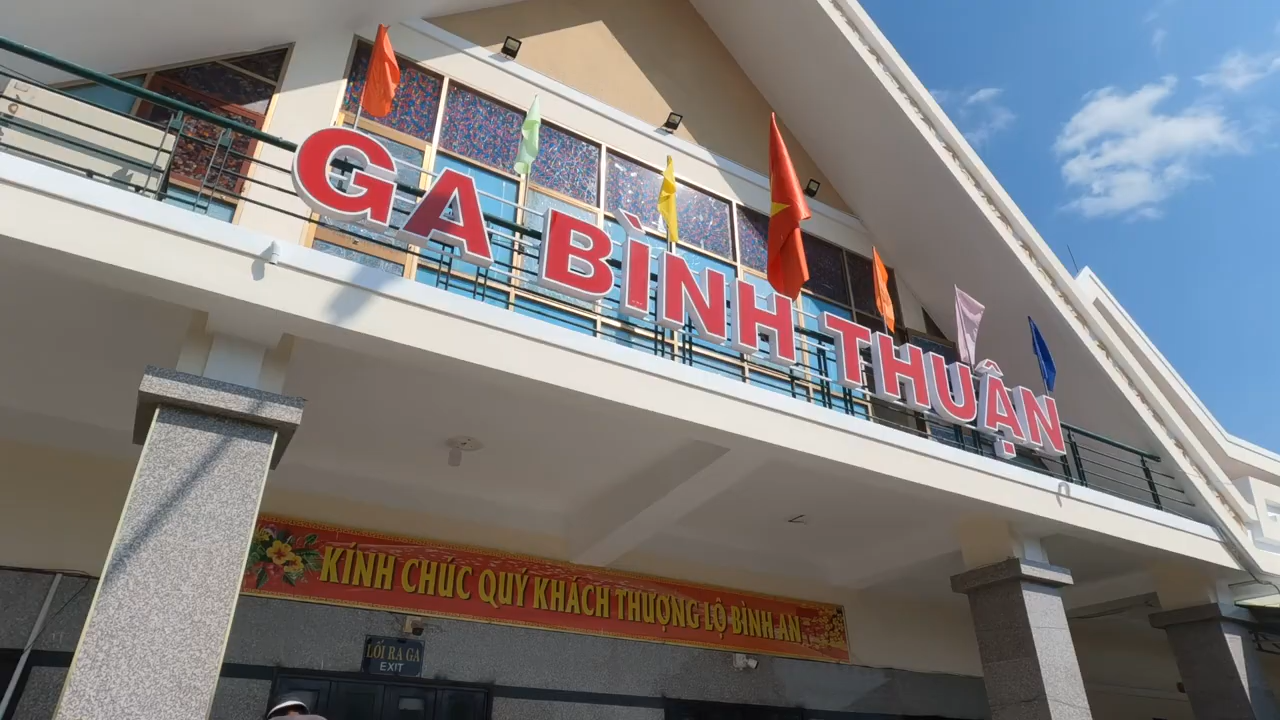 GA BÌNH THUẬN
KÍNH CHÚC QUÝ KHÁCH THƯỢNG LỘ BÌNH AN
LỐI RA GA
EXIT